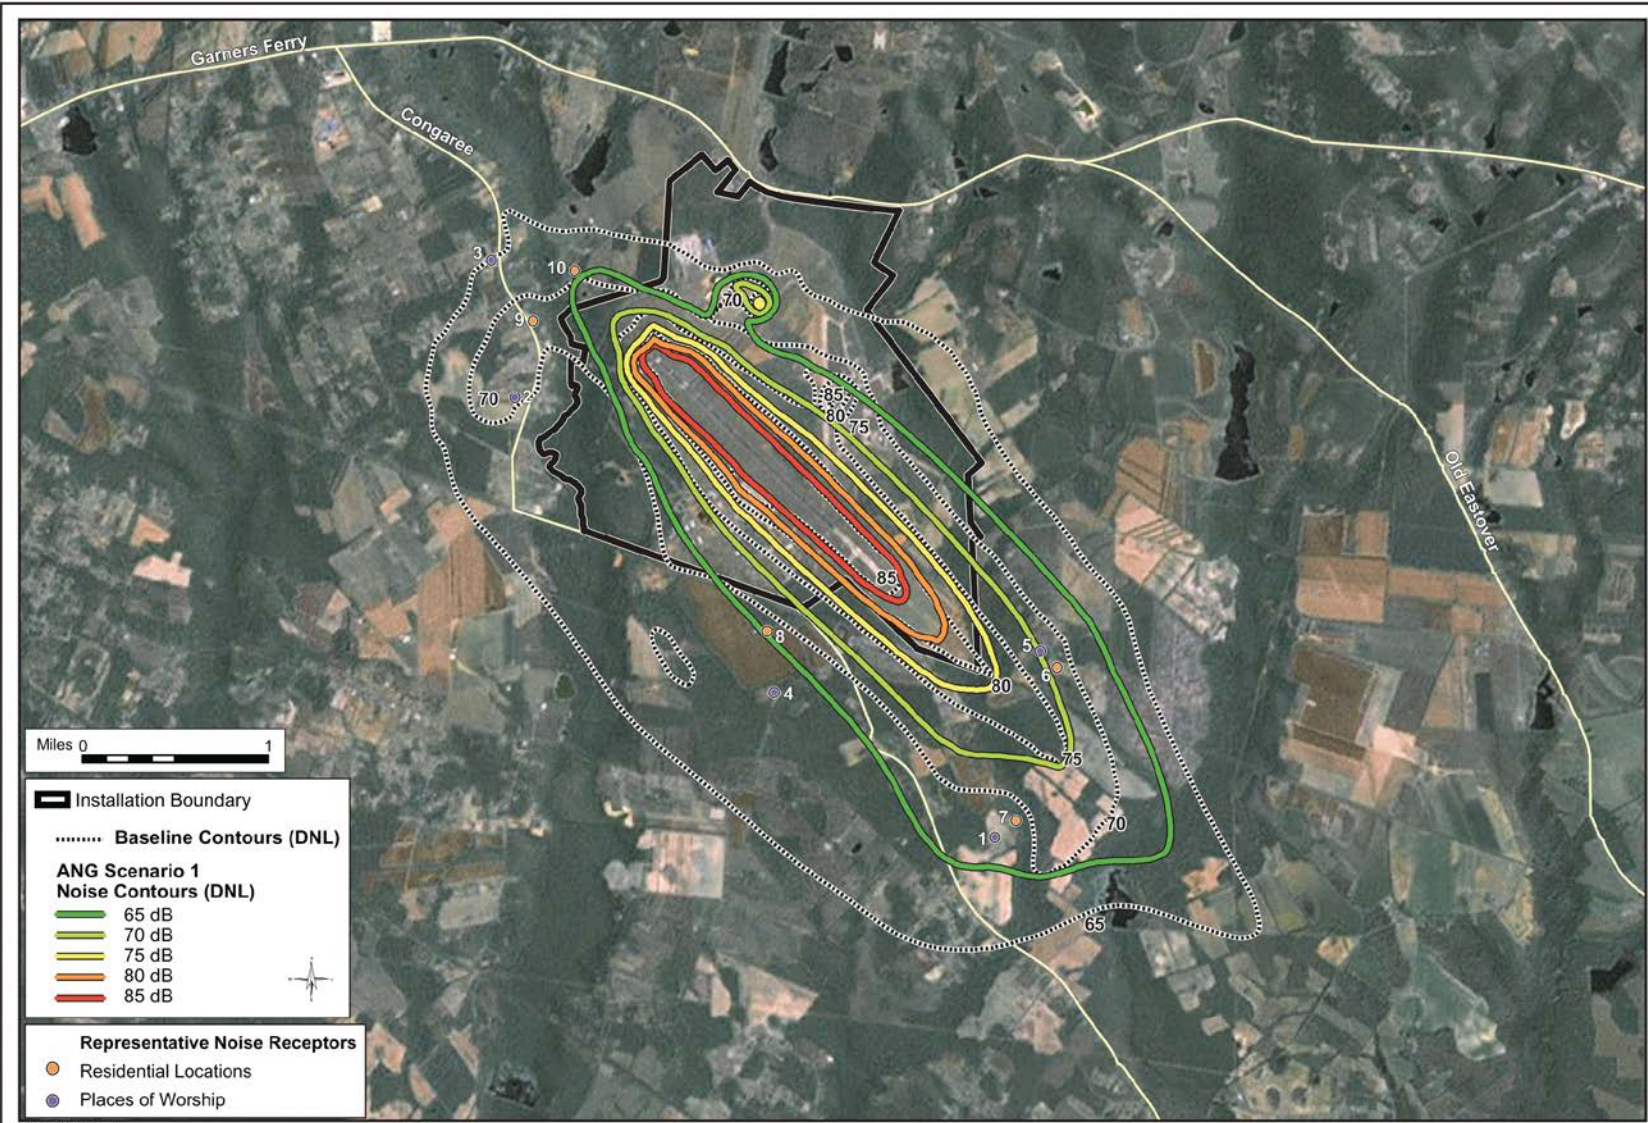 Garners Ferry
Congaree
3
10
9
70
70
2
85
80
75
Old Eastover
85
5
6
8
80
4
75
7
1
70
65
Miles 0 1
Installation Boundary
Baseline Contours (DNL)
ANG Scenario 1
Noise Contours (DNL)
65 dB
70 dB
75 dB
80 dB
85 dB
Representative Noise Receptors
Residential Locations
Places of Worship